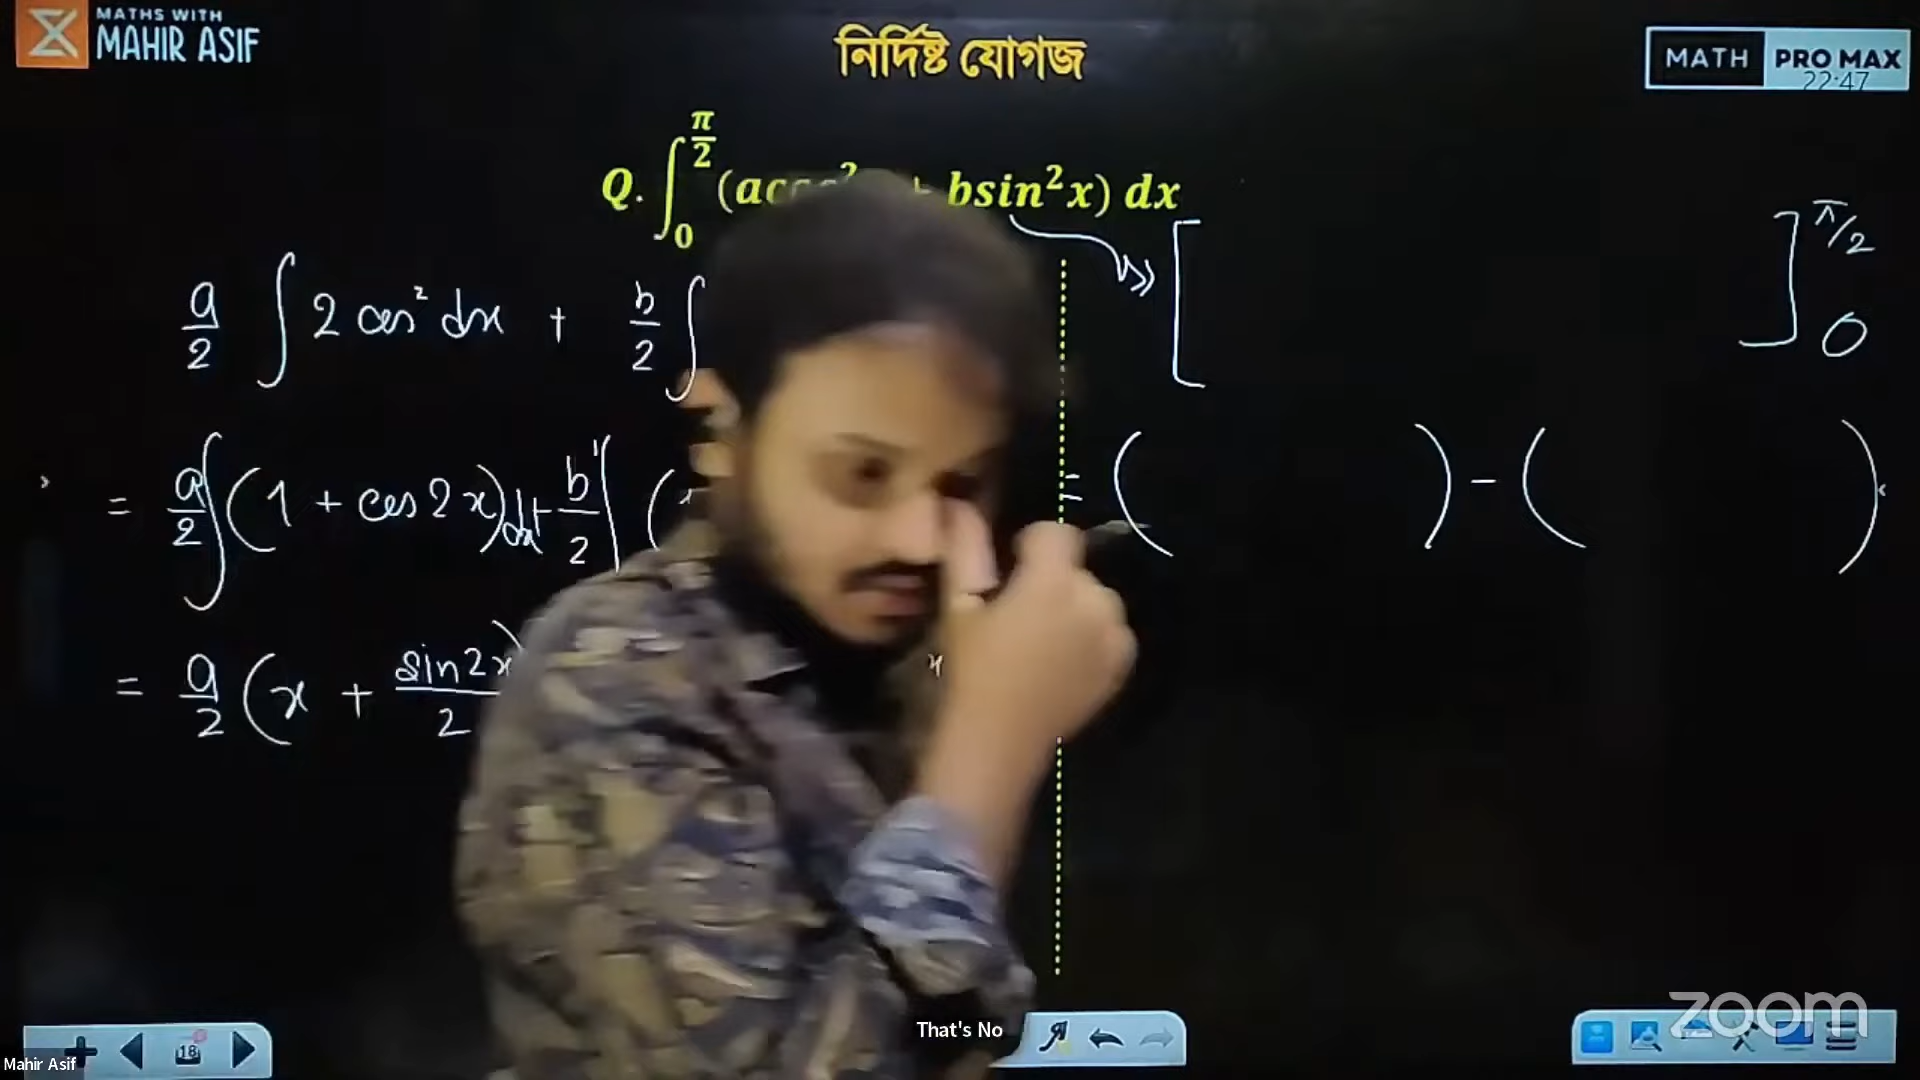 MATHS WITH
MAHIR ASIF
নির্দিষ্ট যোগজ
MATH PRO MAX
22:47
Q. ∫₀^(π/2) (a + bsin²x) dx
[ ]₀^(π/2)
a/2 ∫ 2 cos² dx + b/2 ∫
= a/2 ∫ (1 + cos 2x) dx + b/2 ∫ (
= ( ) - ( )
= a/2 (x + sin2x/2
x
zoom
That's No
18
Mahir Asif